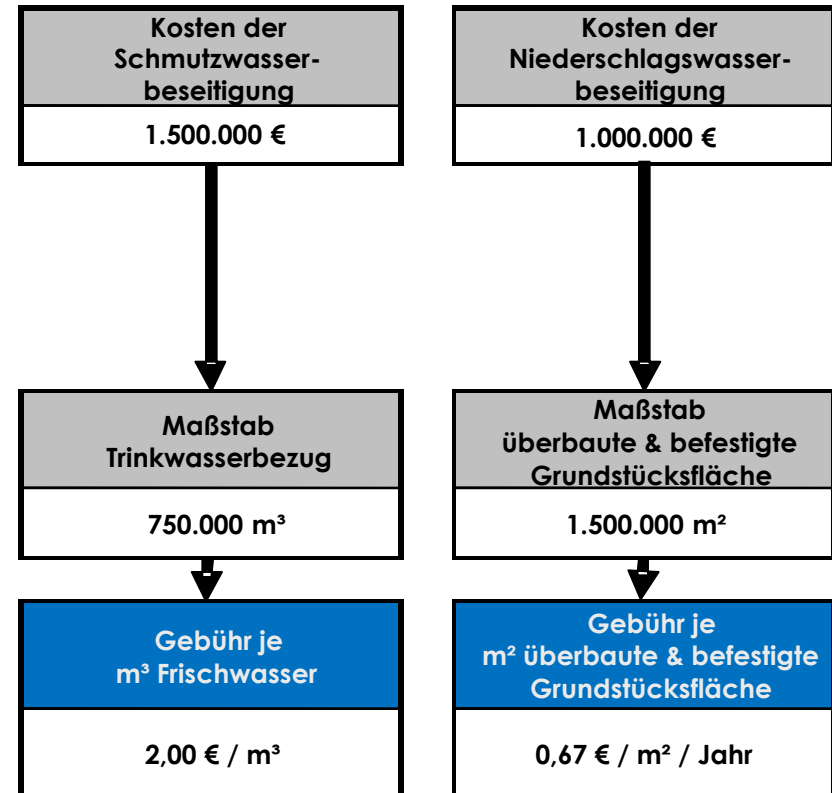 Kosten der
Schmutzwasser-
beseitigung
1.500.000 €
Maßstab
Trinkwasserbezug
750.000 m³
Gebühr je
m³ Frischwasser
2,00 € / m³
Kosten der
Niederschlagswasser-
beseitigung
1.000.000 €
Maßstab
überbaute & befestigte
Grundstücksfläche
1.500.000 m²
Gebühr je
m² überbaute & befestigte
Grundstücksfläche
0,67 € / m² / Jahr